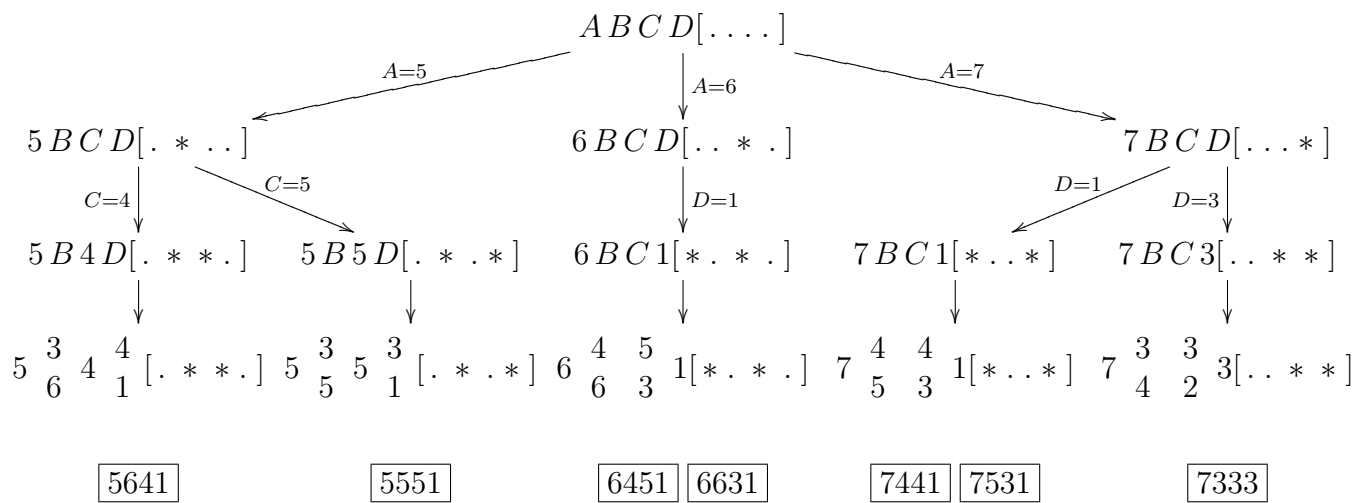 A B C D[. . . .]
A=5 A=6 A=7
5 B C D[. * . .] 6 B C D[. . * .] 7 B C D[. . . *]
C=4 C=5 D=1 D=1 D=3
5 B 4 D[. * * .] 5 B 5 D[. * . *] 6 B C 1[* . * .] 7 B C 1[* . . *] 7 B C 3[. . * *]
3 4 3 3 4 5 4 4 3 3
5 4 [. * * .] 5 5 [. * . *] 6 1[* . * .] 7 1[* . . *] 7 3[. . * *]
6 1 5 1 6 3 5 3 4 2
5641 5551 6451 6631 7441 7531 7333